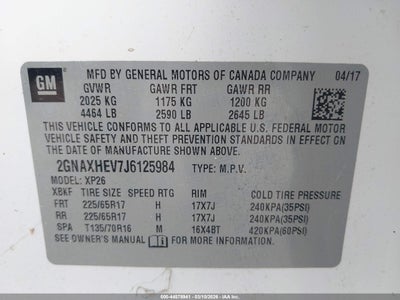 GM
MFD BY GENERAL MOTORS OF CANADA COMPANY 04/17
GVWR GAWR FRT GAWR RR
2025 KG 1175 KG 1200 KG
4464 LB 2590 LB 2645 LB
THIS VEHICLE CONFORMS TO ALL APPLICABLE U.S. FEDERAL MOTOR
VEHICLE SAFETY AND THEFT PREVENTION STANDARDS IN EFFECT
ON THE DATE OF MANUFACTURE SHOWN ABOVE.
2GNAXHEV7J6125984 TYPE: M.P.V.
MODEL: XP26
XBKF TIRE SIZE SPEED RTG RIM COLD TIRE PRESSURE
FRT 225/65R17 H 17X7J 240KPA(35PSI)
RR 225/65R17 H 17X7J 240KPA(35PSI)
SPA T135/70R16 M 16X4BT 420KPA(60PSI)
SEE OWNER'S MANUAL FOR MORE INFORMATION.